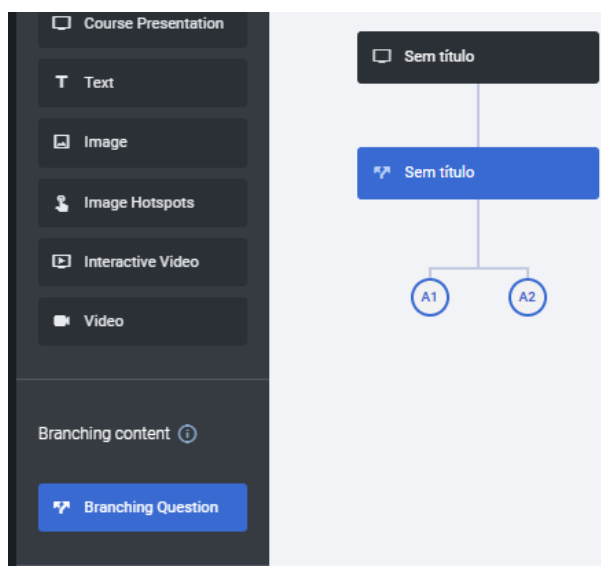 Course Presentation
Text
Image
Image Hotspots
Interactive Video
Video
Branching content
Branching Question
Sem título
Sem título
A1
A2